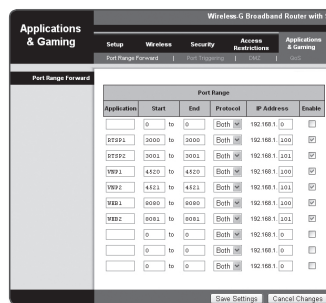 Wireless-G Broadband Router with
Applications
& Gaming
Setup Wireless Security Access Restrictions Applications & Gaming
Port Range Forward | Port Triggering | DMZ | QoS
Port Range Forward
Port Range
Application Start End Protocol IP Address Enable
0 to 0 Both 192.168.1. 0
RTSP1 3000 to 3000 Both 192.168.1. 100
RTSP2 3001 to 3001 Both 192.168.1. 101
VNP1 4520 to 4520 Both 192.168.1. 100
VNP2 4521 to 4521 Both 192.168.1. 101
WEB1 8080 to 8080 Both 192.168.1. 100
WEB2 8081 to 8081 Both 192.168.1. 101
0 to 0 Both 192.168.1. 0
0 to 0 Both 192.168.1. 0
0 to 0 Both 192.168.1. 0
Save Settings Cancel Changes